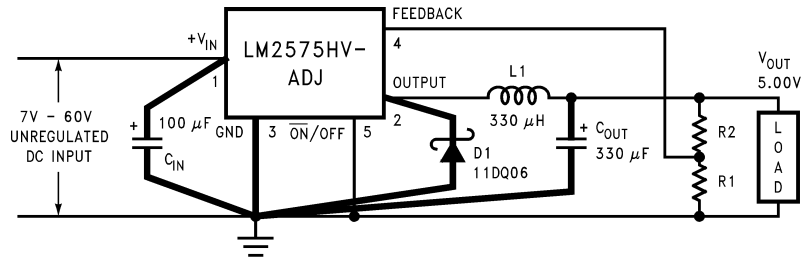 FEEDBACK
+VIN
LM2575HV-
ADJ
4
1
OUTPUT
L1
VOUT
5.00V
7V - 60V
UNREGULATED
DC INPUT
+
100 μF
GND
3
ON/OFF
5
2
330 μH
+
COUT
330 μF
R2
L
O
A
D
CIN
D1
11DQ06
R1